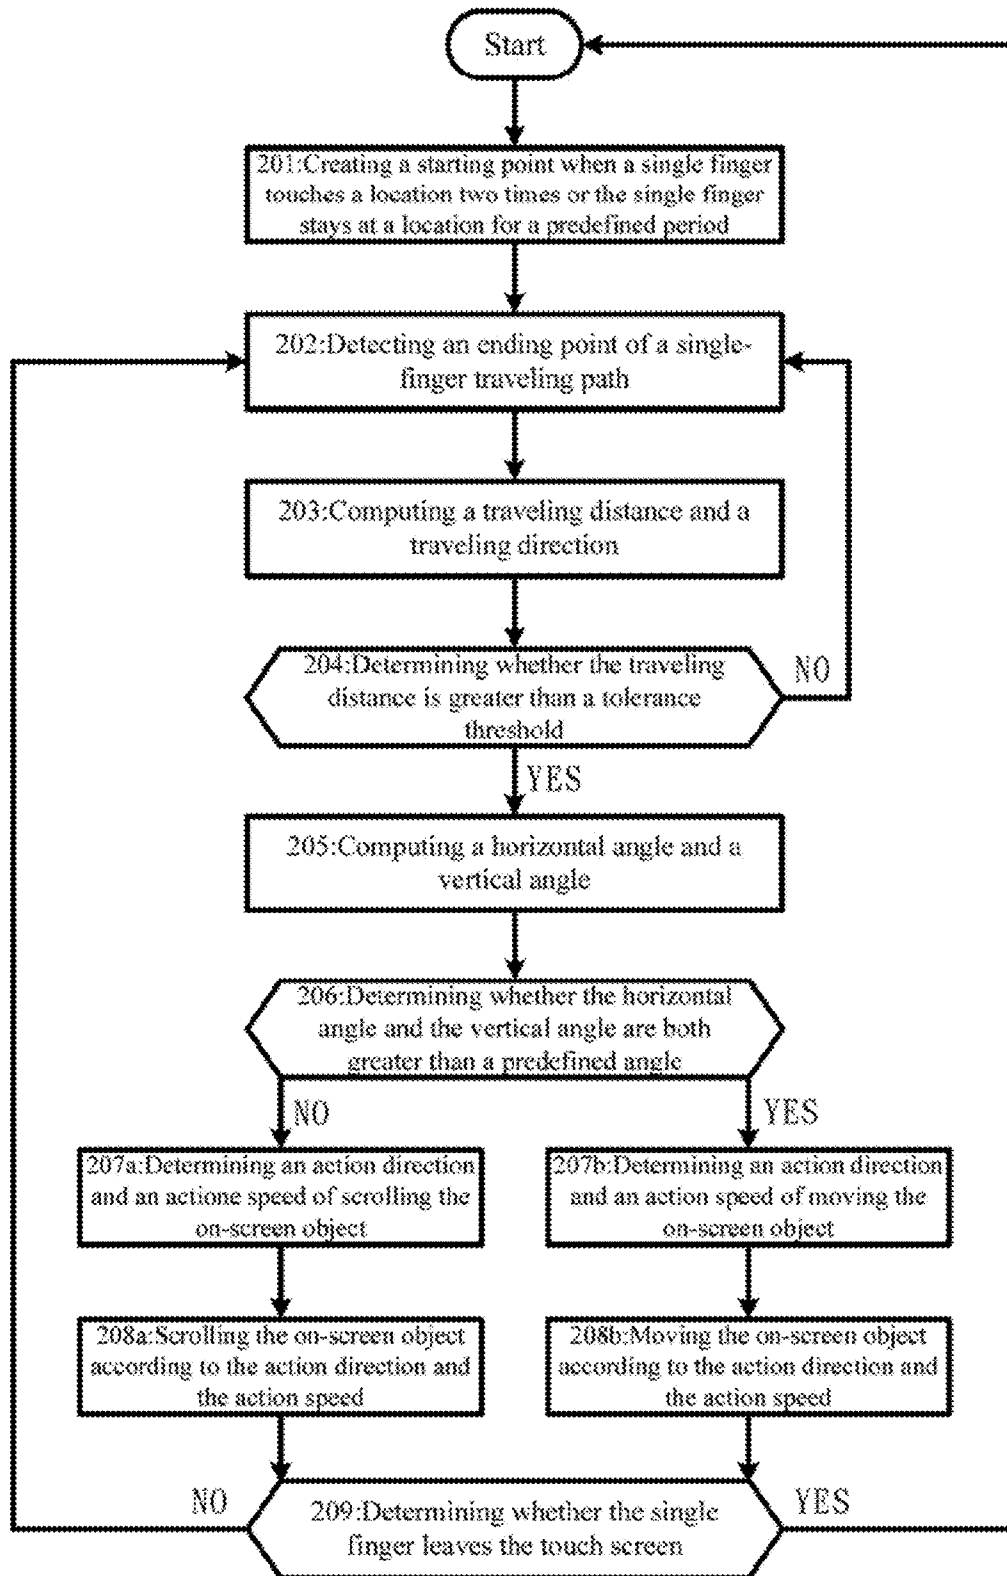 Start
201:Creating a starting point when a single finger
touches a location two times or the single finger
stays at a location for a predefined period
202:Detecting an ending point of a single-
finger traveling path
203:Computing a traveling distance and a
traveling direction
204:Determining whether the traveling
distance is greater than a tolerance
threshold
NO
YES
205:Computing a horizontal angle and a
vertical angle
206:Determining whether the horizontal
angle and the vertical angle are both
greater than a predefined angle
NO
YES
207a:Determining an action direction
and an actione speed of scrolling the
on-screen object
207b:Determining an action direction
and an action speed of moving the
on-screen object
208a:Scrolling the on-screen object
according to the action direction and
the action speed
208b:Moving the on-screen object
according to the action direction and
the action speed
NO
YES
209:Determining whether the single
finger leaves the touch screen